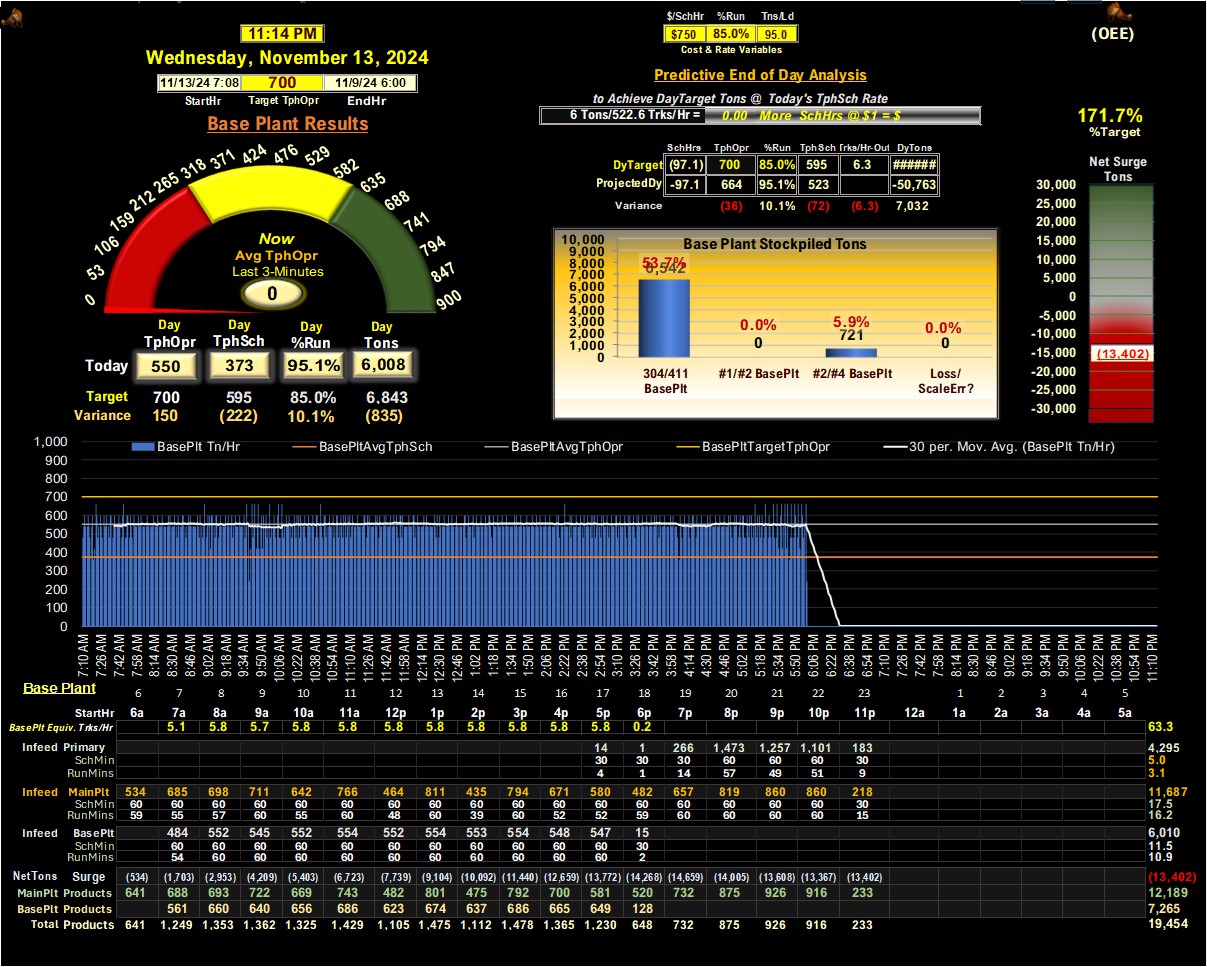 $/SchHr %Run Tns/Ld
$750 85.0% 95.0
Cost & Rate Variables
(OEE)
11:14 PM
Wednesday, November 13, 2024
11/13/24 7:08 700 11/9/24 6:00
StartHr Target TphOpr EndHr
Base Plant Results
Predictive End of Day Analysis
to Achieve DayTarget Tons @ Today's TphSch Rate
6 Tons/522.6 Trks/Hr = 0.00 More SchHrs @ $1 = $
SchHrs TphOpr %Run TphSch Trks/Hr-Out DyTons
DyTarget (97.1) 700 85.0% 595 6.3 ######
ProjectedDy -97.1 664 95.1% 523 -50,763
Variance (36) 10.1% (72) (6.3) 7,032
171.7%
%Target
Net Surge
Tons
30,000
25,000
20,000
15,000
10,000
5,000
0
-5,000
-10,000
-15,000
-20,000
-25,000
-30,000
(13,402)
0 53 106 159 212 265 318 371 424 476 529 582 635 688 741 794 847 900
Now
Avg TphOpr
Last 3-Minutes
0
Day Day Day Day
TphOpr TphSch %Run Tons
Today 550 373 95.1% 6,008
Target 700 595 85.0% 6,843
Variance 150 (222) 10.1% (835)
Base Plant Stockpiled Tons
10,000
9,000
8,000
7,000
6,000
5,000
4,000
3,000
2,000
1,000
0
53.7% 0.0% 5.9% 0.0%
6,542 0 721 0
304/411 #1/#2 BasePlt #2/#4 BasePlt Loss/
BasePlt ScaleErr?
BasePlt Tn/Hr BasePltAvgTphSch BasePltAvgTphOpr BasePltTargetTphOpr 30 per. Mov. Avg. (BasePlt Tn/Hr)
1,000
900
800
700
600
500
400
300
200
100
0
7:10 AM 7:26 AM 7:42 AM 7:58 AM 8:14 AM 8:30 AM 8:46 AM 9:02 AM 9:18 AM 9:34 AM 9:50 AM 10:06 AM 10:22 AM 10:38 AM 10:54 AM 11:10 AM 11:26 AM 11:42 AM 11:58 AM 12:14 PM 12:30 PM 12:46 PM 1:02 PM 1:18 PM 1:34 PM 1:50 PM 2:06 PM 2:22 PM 2:38 PM 2:54 PM 3:10 PM 3:26 PM 3:42 PM 3:58 PM 4:14 PM 4:30 PM 4:46 PM 5:02 PM 5:18 PM 5:34 PM 5:50 PM 6:06 PM 6:22 PM 6:38 PM 6:54 PM 7:10 PM 7:26 PM 7:42 PM 7:58 PM 8:14 PM 8:30 PM 8:46 PM 9:02 PM 9:18 PM 9:34 PM 9:50 PM 10:06 PM 10:22 PM 10:38 PM 10:54 PM 11:10 PM
Base Plant 6 7 8 9 10 11 12 13 14 15 16 17 18 19 20 21 22 23 1 2 3 4 5
StartHr 6a 7a 8a 9a 10a 11a 12p 1p 2p 3p 4p 5p 6p 7p 8p 9p 10p 11p 12a 1a 2a 3a 4a 5a
BasePlt Equiv. Trks/Hr 5.1 5.8 5.7 5.8 5.8 5.8 5.8 5.8 5.8 5.8 5.8 0.2 63.3
Infeed Primary 14 1 266 1,473 1,257 1,101 183 4,295
SchMin 30 30 30 60 60 60 30 5.0
RunMins 4 1 14 57 49 51 9 3.1
Infeed MainPlt 534 685 698 711 642 766 464 811 435 794 671 580 482 657 819 860 860 218 11,687
SchMin 60 60 60 60 60 60 60 60 60 60 60 60 60 60 60 60 60 30 17.5
RunMins 59 55 57 60 55 60 48 60 39 60 52 52 59 60 60 60 60 15 16.2
Infeed BasePlt 484 552 545 552 552 554 552 554 553 554 548 547 15 6,010
SchMin 60 60 60 60 60 60 60 60 60 60 60 30 11.5
RunMins 54 60 60 60 60 60 60 60 60 60 60 2 10.9
NetTons Surge (534) (1,703) (2,953) (4,209) (5,403) (6,723) (7,739) (9,104) (10,092) (11,440) (12,659) (13,772) (14,268) (14,659) (14,005) (13,608) (13,367) (13,402) (13,402)
MainPlt Products 641 688 693 722 669 743 482 801 475 792 700 581 520 732 875 926 916 233 12,189
BasePlt Products 561 660 640 656 686 623 674 637 686 665 649 128 7,265
Total Products 641 1,249 1,353 1,362 1,325 1,429 1,105 1,475 1,112 1,478 1,365 1,230 648 732 875 926 916 233 19,454